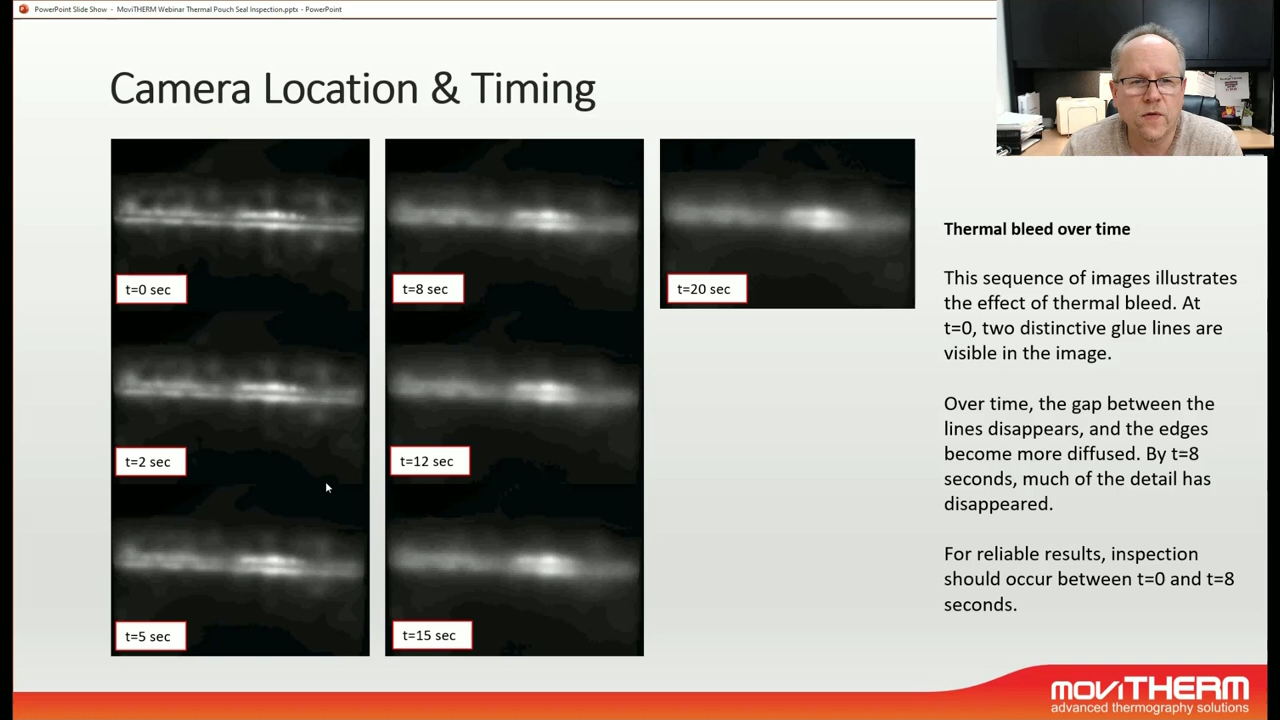 PowerPoint Slide Show - MoviTHERM Webinar Thermal Pouch Seal Inspection.pptx - PowerPoint
Camera Location & Timing
t=0 sec
t=8 sec
t=20 sec
t=2 sec
t=12 sec
t=5 sec
t=15 sec
Thermal bleed over time
This sequence of images illustrates
the effect of thermal bleed. At
t=0, two distinctive glue lines are
visible in the image.
Over time, the gap between the
lines disappears, and the edges
become more diffused. By t=8
seconds, much of the detail has
disappeared.
For reliable results, inspection
should occur between t=0 and t=8
seconds.
moviTHERM
advanced thermography solutions